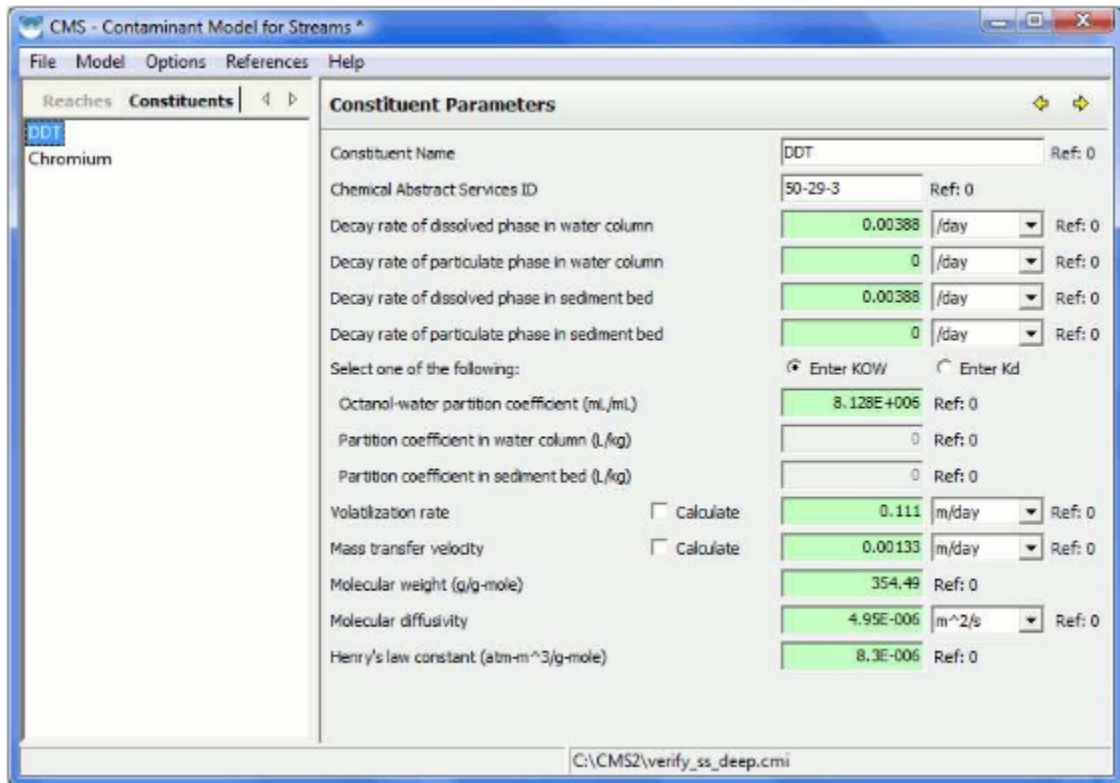 CMS - Contaminant Model for Streams *
File Model Options References Help
Reaches Constituents
DDT
Chromium
Constituent Parameters
Constituent Name DDT Ref: 0
Chemical Abstract Services ID 50-29-3 Ref: 0
Decay rate of dissolved phase in water column 0.00388 /day Ref: 0
Decay rate of particulate phase in water column 0 /day Ref: 0
Decay rate of dissolved phase in sediment bed 0.00388 /day Ref: 0
Decay rate of particulate phase in sediment bed 0 /day Ref: 0
Select one of the following: Enter KOW Enter Kd
Octanol-water partition coefficient (mL/mL) 8.128E+006 Ref: 0
Partition coefficient in water column (L/kg) 0 Ref: 0
Partition coefficient in sediment bed (L/kg) 0 Ref: 0
Volatilization rate Calculate 0.111 m/day Ref: 0
Mass transfer velocity Calculate 0.00133 m/day Ref: 0
Molecular weight (g/g-mole) 354.49 Ref: 0
Molecular diffusivity 4.95E-006 m^2/s Ref: 0
Henry's law constant (atm-m^3/g-mole) 8.3E-006 Ref: 0
C:\CMS2\verify_ss_deep.cmi